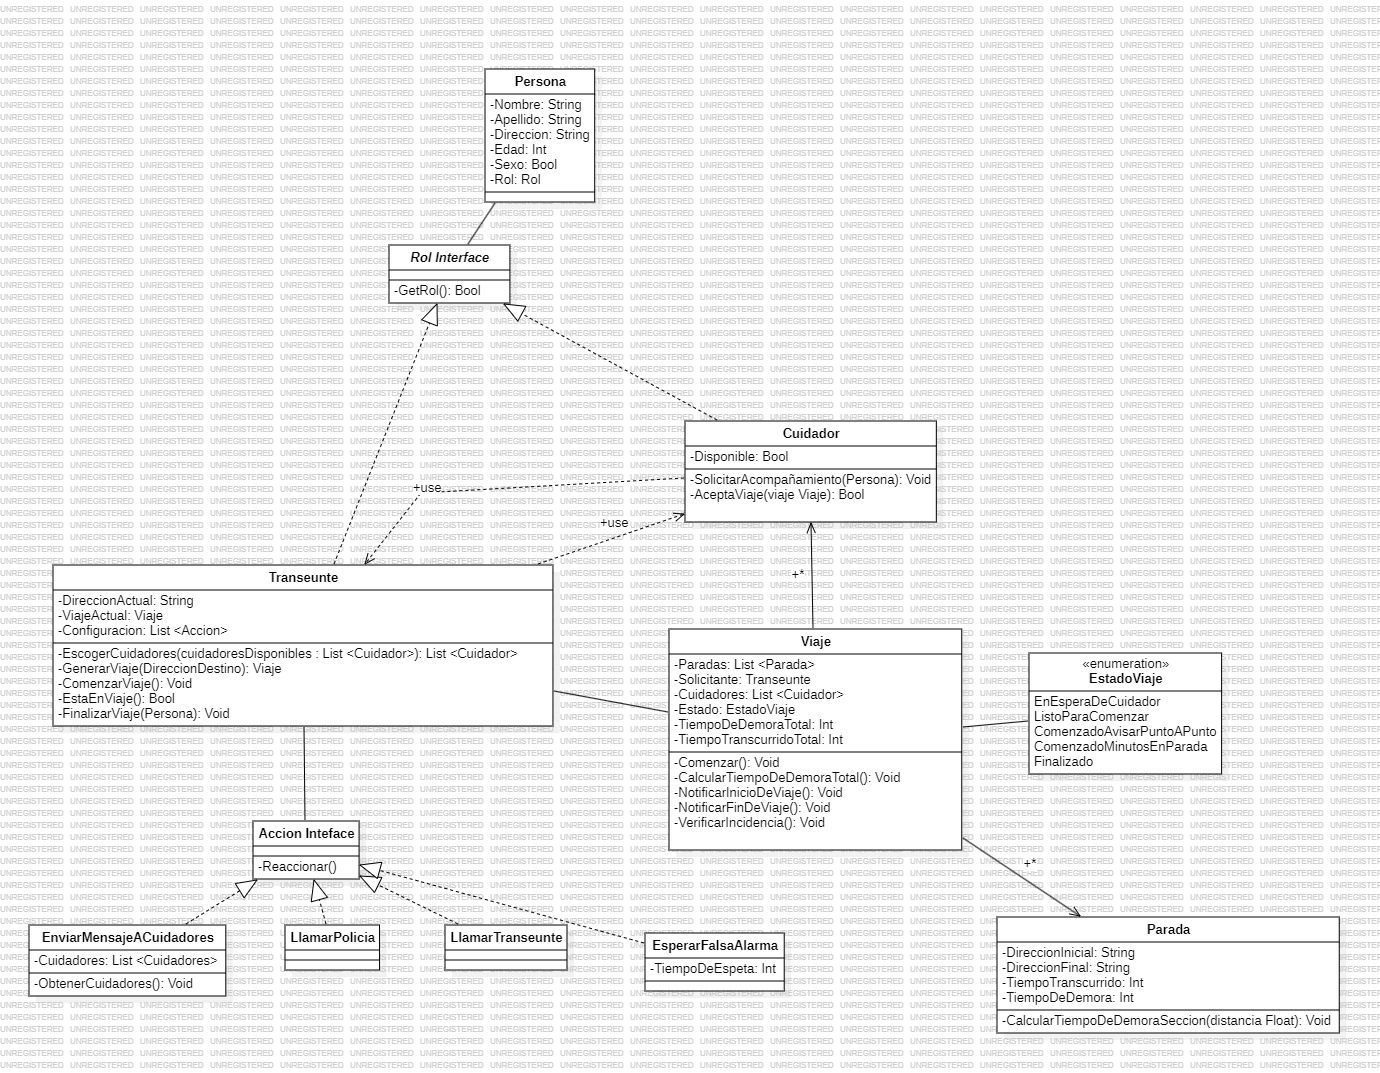 Persona
-Nombre: String
-Apellido: String
-Direccion: String
-Edad: Int
-Sexo: Bool
-Rol: Rol
Rol Interface
-GetRol(): Bool
Cuidador
-Disponible: Bool
-SolicitarAcompañamiento(Persona): Void
-AceptaViaje(viaje Viaje): Bool
+use
+use
+*
Transeunte
-DireccionActual: String
-ViajeActual: Viaje
-Configuracion: List <Accion>
-EscogerCuidadores(cuidadoresDisponibles : List <Cuidador>): List <Cuidador>
-GenerarViaje(DireccionDestino): Viaje
-ComenzarViaje(): Void
-EstaEnViaje(): Bool
-FinalizarViaje(Persona): Void
Viaje
-Paradas: List <Parada>
-Solicitante: Transeunte
-Cuidadores: List <Cuidador>
-Estado: EstadoViaje
-TiempoDeDemoraTotal: Int
-TiempoTranscurridoTotal: Int
-Comenzar(): Void
-CalcularTiempoDeDemoraTotal(): Void
-NotificarInicioDeViaje(): Void
-NotificarFinDeViaje(): Void
-VerificarIncidencia(): Void
«enumeration»
EstadoViaje
EnEsperaDeCuidador
ListoParaComenzar
ComenzadoAvisarPuntoAPunto
ComenzadoMinutosEnParada
Finalizado
+*
Accion Inteface
-Reaccionar()
EnviarMensajeACuidadores
-Cuidadores: List <Cuidadores>
-ObtenerCuidadores(): Void
LlamarPolicia
LlamarTranseunte
EsperarFalsaAlarma
-TiempoDeEspeta: Int
Parada
-DireccionInicial: String
-DireccionFinal: String
-TiempoTranscurrido: Int
-TiempoDeDemora: Int
-CalcularTiempoDeDemoraSeccion(distancia Float): Void
UNREGISTERED